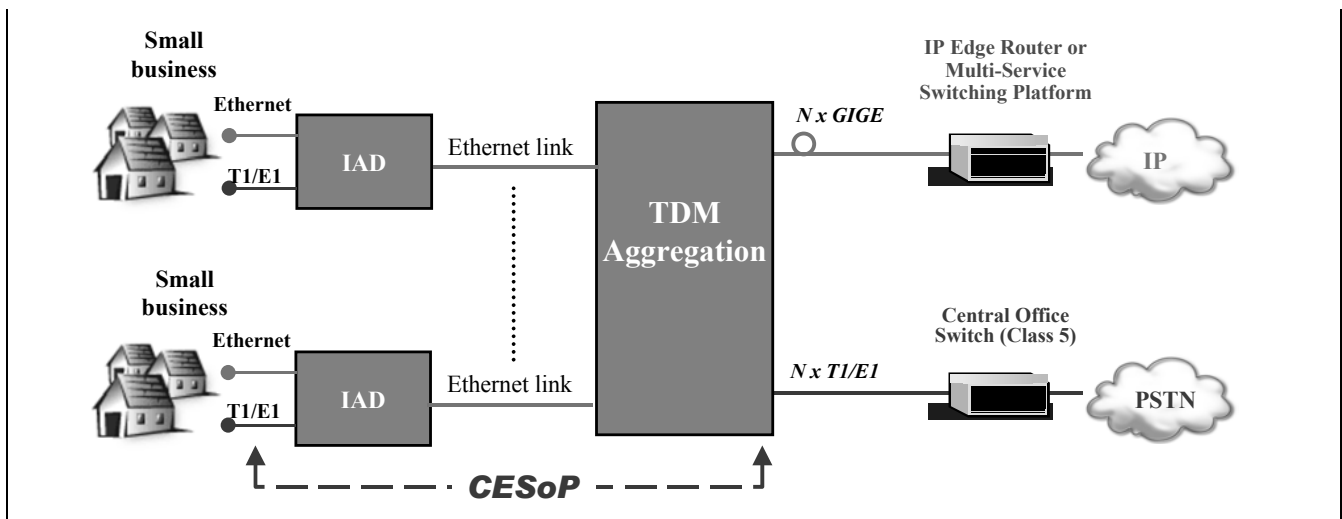 Small
business
Ethernet
T1/E1
IAD
Ethernet link
TDM
Aggregation
N x GIGE
IP Edge Router or
Multi-Service
Switching Platform
IP
Small
business
Ethernet
T1/E1
IAD
Ethernet link
N x T1/E1
Central Office
Switch (Class 5)
PSTN
CESoP